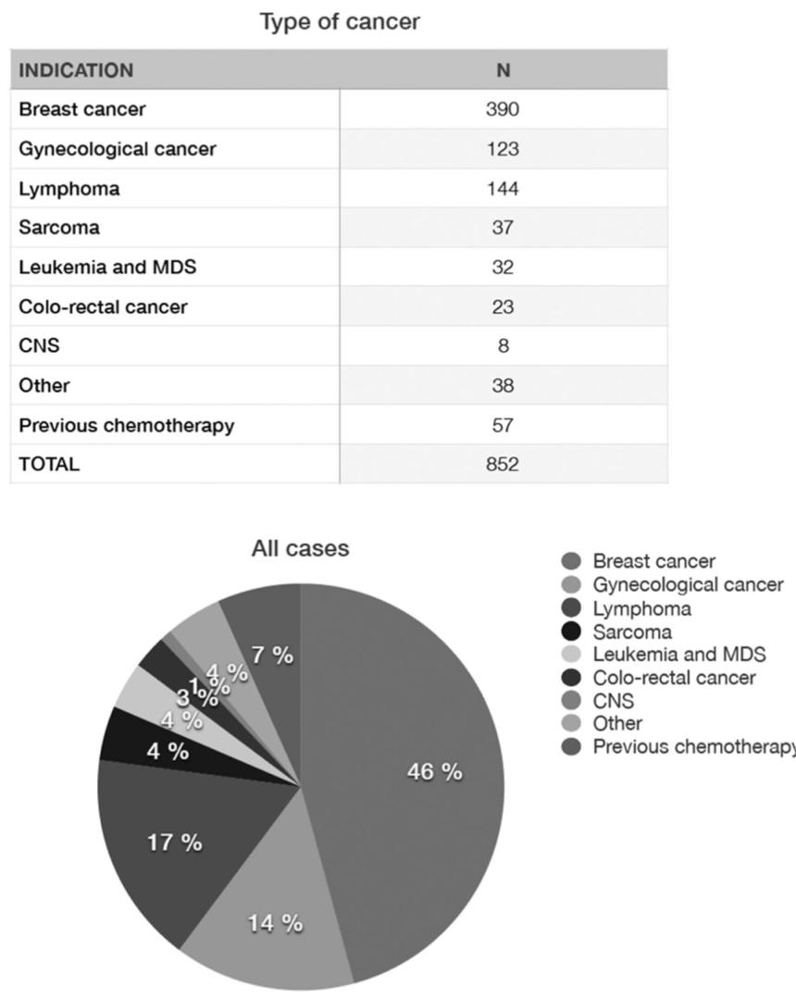 Type of cancer
INDICATION N
Breast cancer 390
Gynecological cancer 123
Lymphoma 144
Sarcoma 37
Leukemia and MDS 32
Colo-rectal cancer 23
CNS 8
Other 38
Previous chemotherapy 57
TOTAL 852
All cases
Breast cancer
Gynecological cancer
Lymphoma
Sarcoma
Leukemia and MDS
Colo-rectal cancer
CNS
Other
Previous chemotherapy
7 %
4 %
1 %
3 %
4 %
4 %
46 %
17 %
14 %